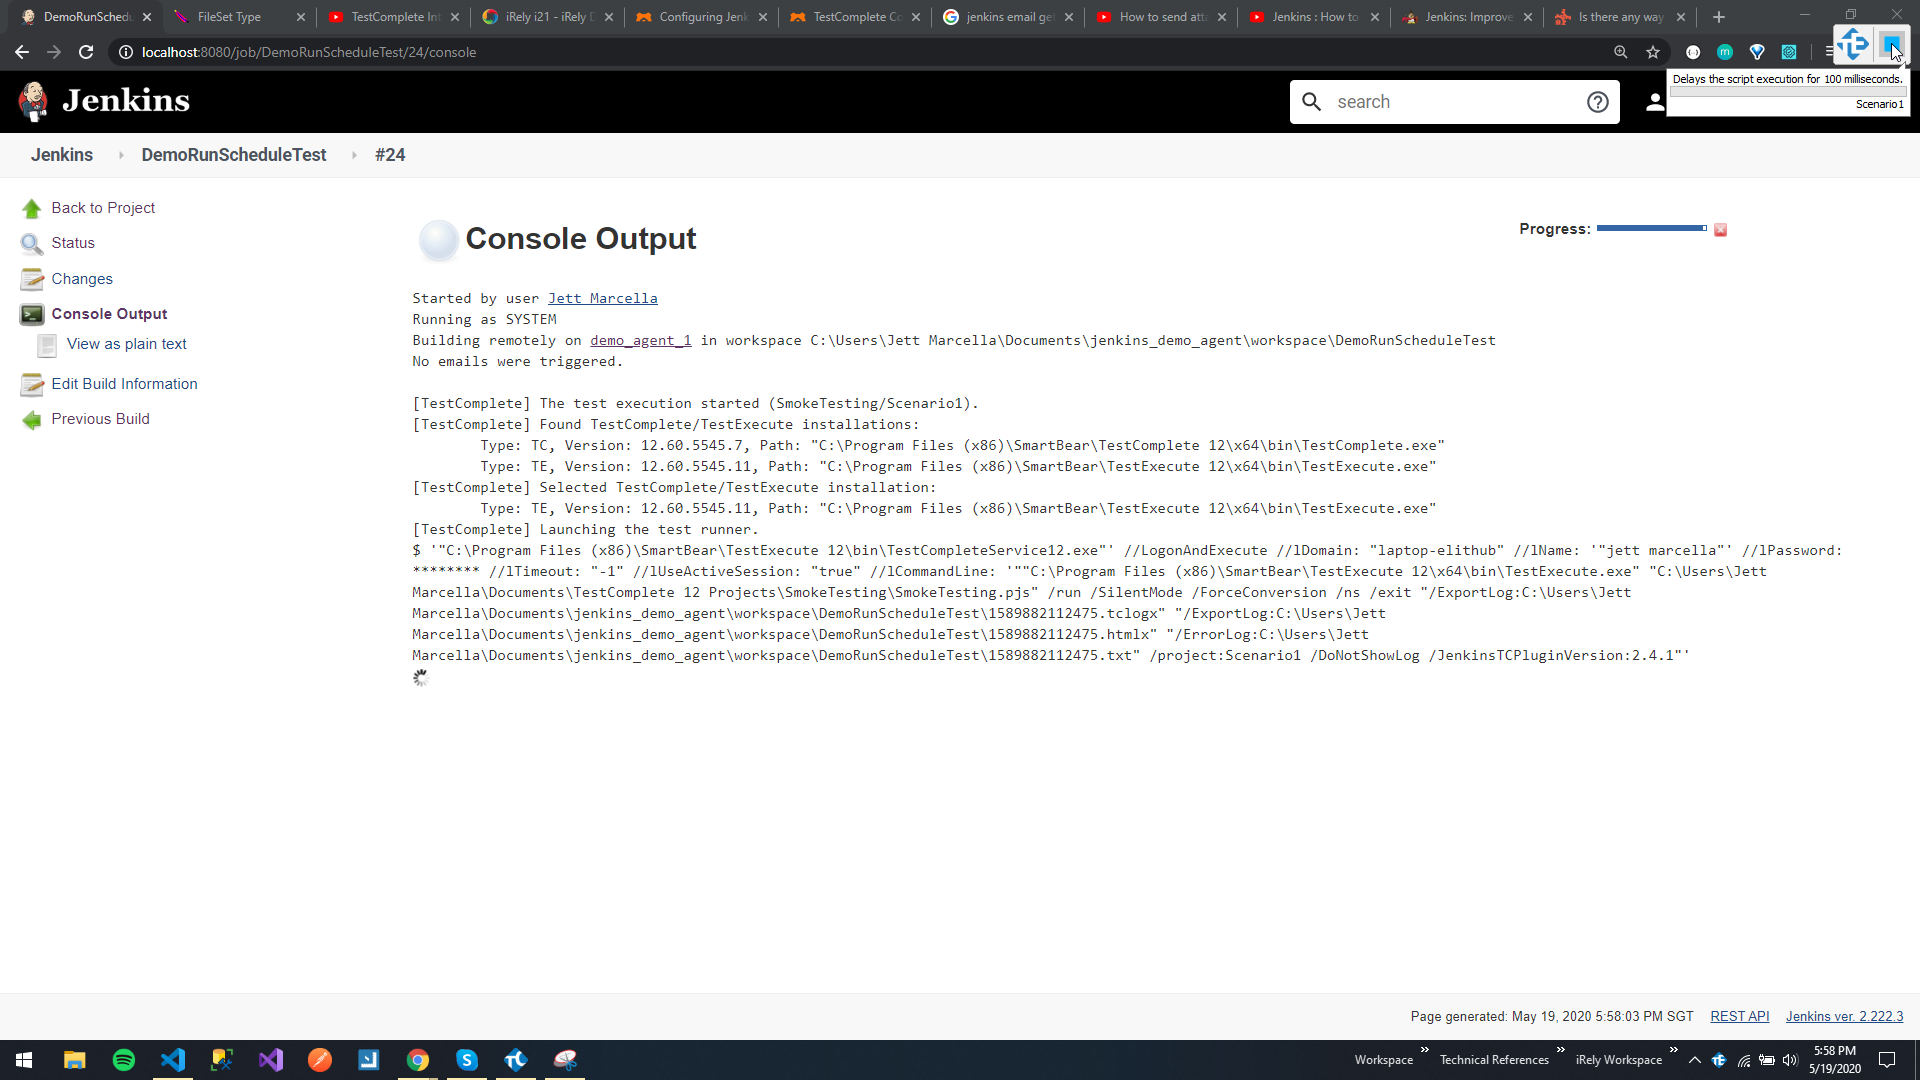 DemoRunSchedu
FileSet Type
TestComplete Int
iRely i21 - iRely D
Configuring Jenk
TestComplete Co
jenkins email get
How to send atta
Jenkins : How to
Jenkins: Improve
Is there any way
localhost:8080/job/DemoRunScheduleTest/24/console
Delays the script execution for 100 milliseconds.
Scenario1
Jenkins
search
Jenkins
DemoRunScheduleTest
#24
Back to Project
Status
Changes
Console Output
View as plain text
Edit Build Information
Previous Build
Console Output
Progress:
Started by user Jett Marcella
Running as SYSTEM
Building remotely on demo_agent_1 in workspace C:\Users\Jett Marcella\Documents\jenkins_demo_agent\workspace\DemoRunScheduleTest
No emails were triggered.
[TestComplete] The test execution started (SmokeTesting/Scenario1).
[TestComplete] Found TestComplete/TestExecute installations:
Type: TC, Version: 12.60.5545.7, Path: "C:\Program Files (x86)\SmartBear\TestComplete 12\x64\bin\TestComplete.exe"
Type: TE, Version: 12.60.5545.11, Path: "C:\Program Files (x86)\SmartBear\TestExecute 12\x64\bin\TestExecute.exe"
[TestComplete] Selected TestComplete/TestExecute installation:
Type: TE, Version: 12.60.5545.11, Path: "C:\Program Files (x86)\SmartBear\TestExecute 12\x64\bin\TestExecute.exe"
[TestComplete] Launching the test runner.
$ '"C:\Program Files (x86)\SmartBear\TestExecute 12\bin\TestCompleteService12.exe"' //LogonAndExecute //lDomain: "laptop-elithub" //lName: '"jett marcella"' //lPassword:
******** //lTimeout: "-1" //lUseActiveSession: "true" //lCommandLine: '""C:\Program Files (x86)\SmartBear\TestExecute 12\x64\bin\TestExecute.exe" "C:\Users\Jett
Marcella\Documents\TestComplete 12 Projects\SmokeTesting\SmokeTesting.pjs" /run /SilentMode /ForceConversion /ns /exit "/ExportLog:C:\Users\Jett
Marcella\Documents\jenkins_demo_agent\workspace\DemoRunScheduleTest\1589882112475.tclogx" "/ExportLog:C:\Users\Jett
Marcella\Documents\jenkins_demo_agent\workspace\DemoRunScheduleTest\1589882112475.htmlx" "/ErrorLog:C:\Users\Jett
Marcella\Documents\jenkins_demo_agent\workspace\DemoRunScheduleTest\1589882112475.txt" /project:Scenario1 /DoNotShowLog /JenkinsTCPluginVersion:2.4.1"'
Page generated: May 19, 2020 5:58:03 PM SGT
REST API
Jenkins ver. 2.222.3
Workspace
Technical References
iRely Workspace
5:58 PM
5/19/2020